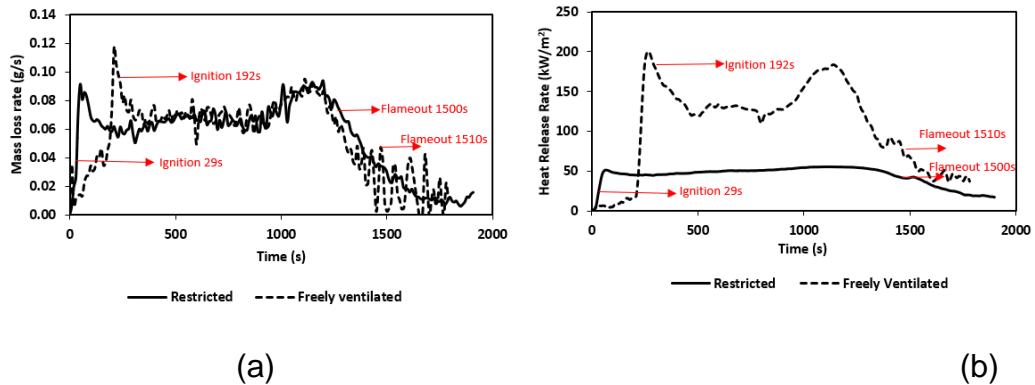 (a)
Mass loss rate (g/s)
0.14
0.12
0.10
0.08
0.06
0.04
0.02
0.00
Ignition 192s
Flameout 1500s
Flameout 1510s
Ignition 29s
0 500 1000 1500 2000
Time (s)
Restricted Freely ventilated
(a)
(b)
Heat Release Rate (kW/m²)
250
200
150
100
50
0
Ignition 192s
Flameout 1510s
Flameout 1500s
Ignition 29s
0 500 1000 1500 2000
Time (s)
Restricted Freely Ventilated
(b)